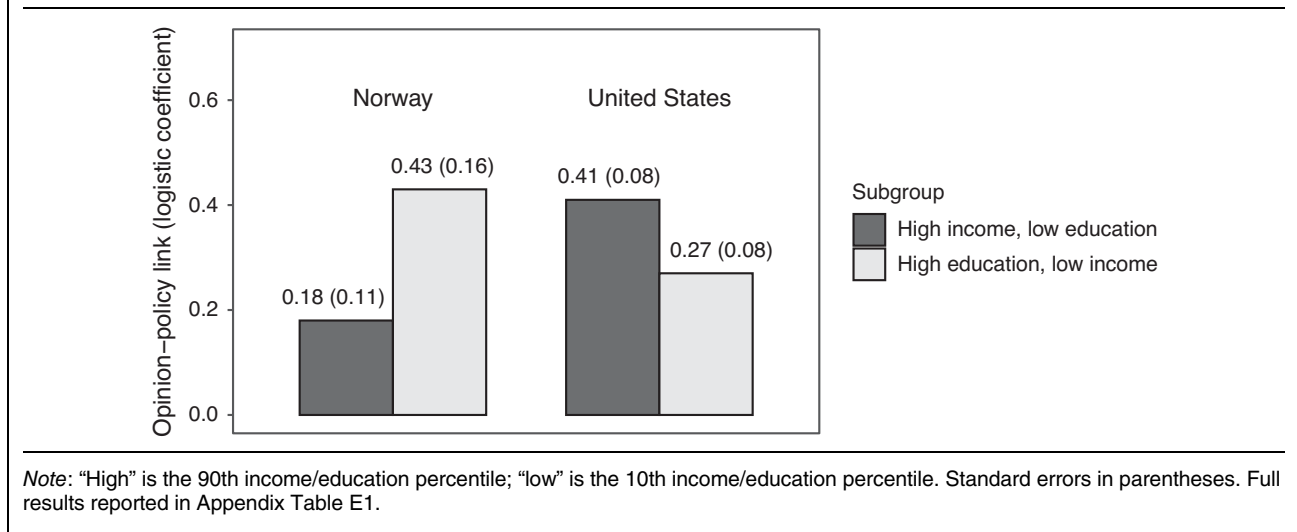 Opinion–policy link (logistic coefficient)
0.6
0.4
0.2
0.0
Norway
United States
0.43 (0.16)
0.41 (0.08)
0.27 (0.08)
0.18 (0.11)
Subgroup
High income, low education
High education, low income
Note: “High” is the 90th income/education percentile; “low” is the 10th income/education percentile. Standard errors in parentheses. Full
results reported in Appendix Table E1.